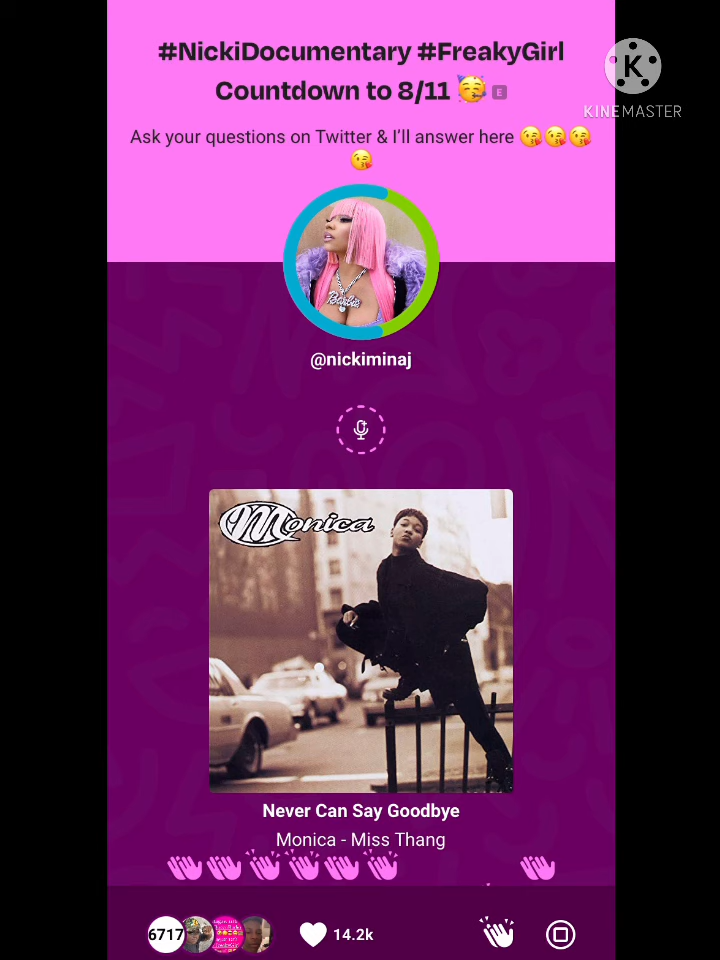 #NickiDocumentary #FreakyGirl
Countdown to 8/11 🥳 E
K
KINEMASTER
Ask your questions on Twitter & I'll answer here 😘😘😘
😘
Barbie
@nickiminaj
Monica
Never Can Say Goodbye
Monica - Miss Thang
6717
14.2k